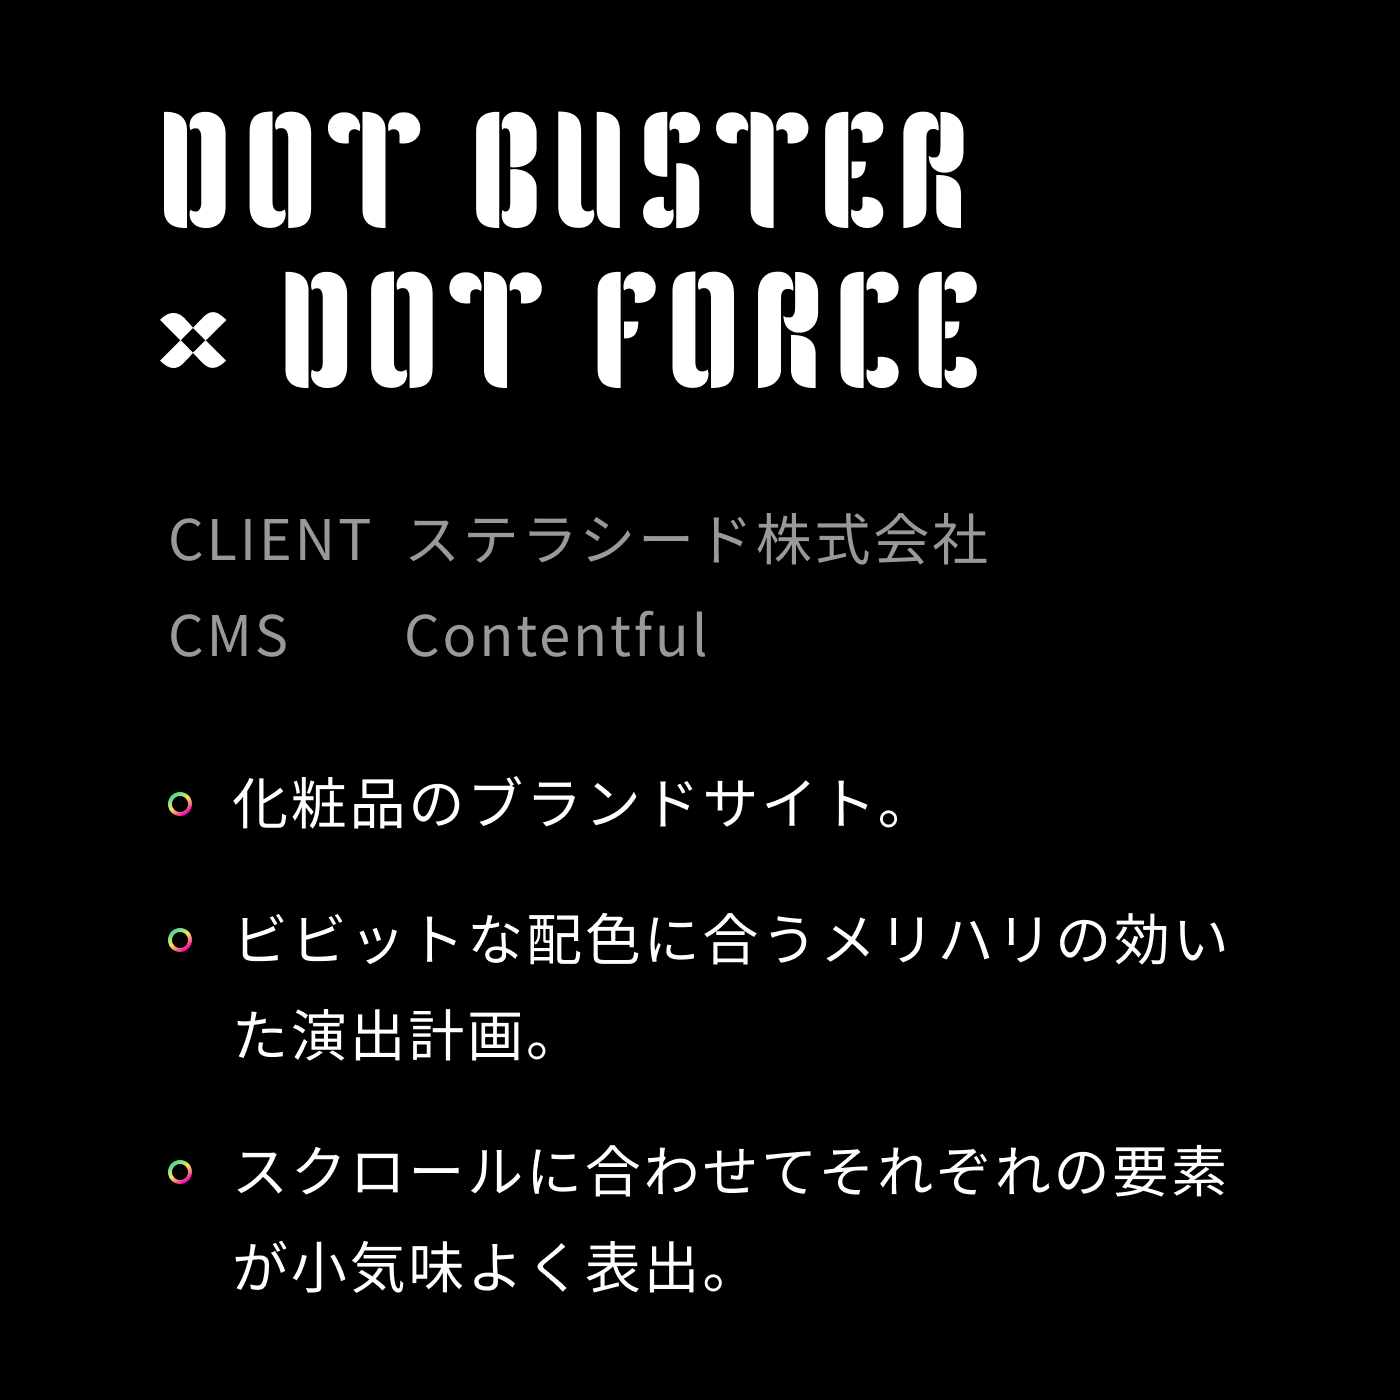 DOT BUSTER
× DOT FORCE
CLIENT ステラシード株式会社
CMS Contentful
化粧品のブランドサイト。
ビビットな配色に合うメリハリの効い
た演出計画。
スクロールに合わせてそれぞれの要素
が小気味よく表出。